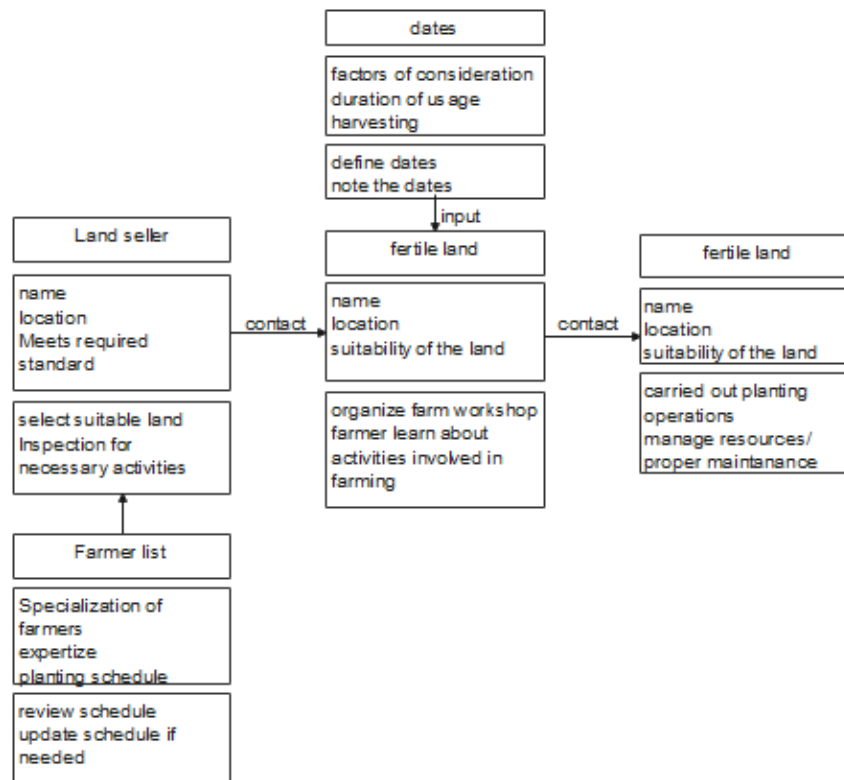 dates
factors of consideration
duration of usage
harvesting
define dates
note the dates
input
Land seller
name
location
Meets required
standard
select suitable land
Inspection for
necessary activities
contact
fertile land
name
location
suitability of the land
organize farm workshop
farmer learn about
activities involved in
farming
contact
fertile land
name
location
suitability of the land
carried out planting
operations
manage resources/
proper maintanance
Farmer list
Specialization of
farmers
expertize
planting schedule
review schedule
update schedule if
needed